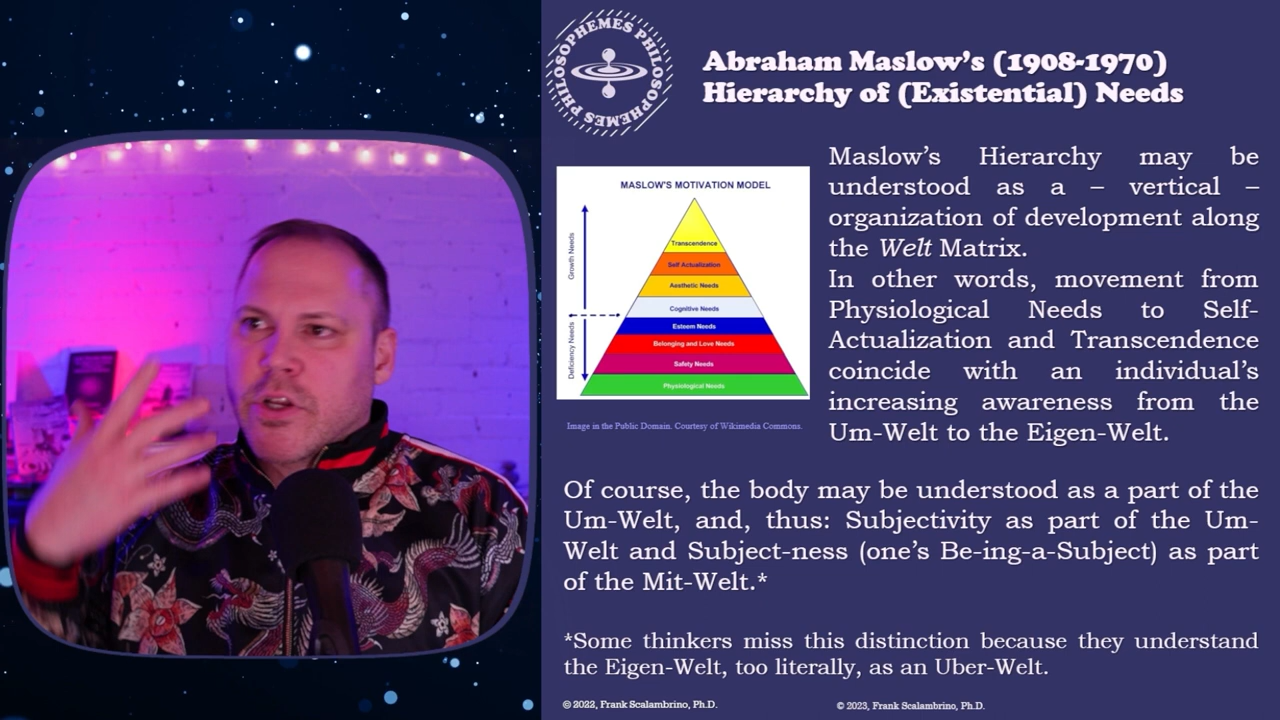 PHILOSOPHEMES PHILOSOPHEMES
Abraham Maslow's (1908-1970)
Hierarchy of (Existential) Needs
MASLOW'S MOTIVATION MODEL
Growth Needs
Deficiency Needs
Transcendence
Self Actualization
Aesthetic Needs
Cognitive Needs
Esteem Needs
Belonging and Love Needs
Safety Needs
Physiological Needs
Image in the Public Domain. Courtesy of Wikimedia Commons.
Maslow's Hierarchy may be
understood as a – vertical –
organization of development along
the Welt Matrix.
In other words, movement from
Physiological Needs to Self-
Actualization and Transcendence
coincide with an individual's
increasing awareness from the
Um-Welt to the Eigen-Welt.
Of course, the body may be understood as a part of the
Um-Welt, and, thus: Subjectivity as part of the Um-
Welt and Subject-ness (one's Be-ing-a-Subject) as part
of the Mit-Welt.*
*Some thinkers miss this distinction because they understand
the Eigen-Welt, too literally, as an Uber-Welt.
© 2022, Frank Scalambrino, Ph.D.
© 2023, Frank Scalambrino, Ph.D.